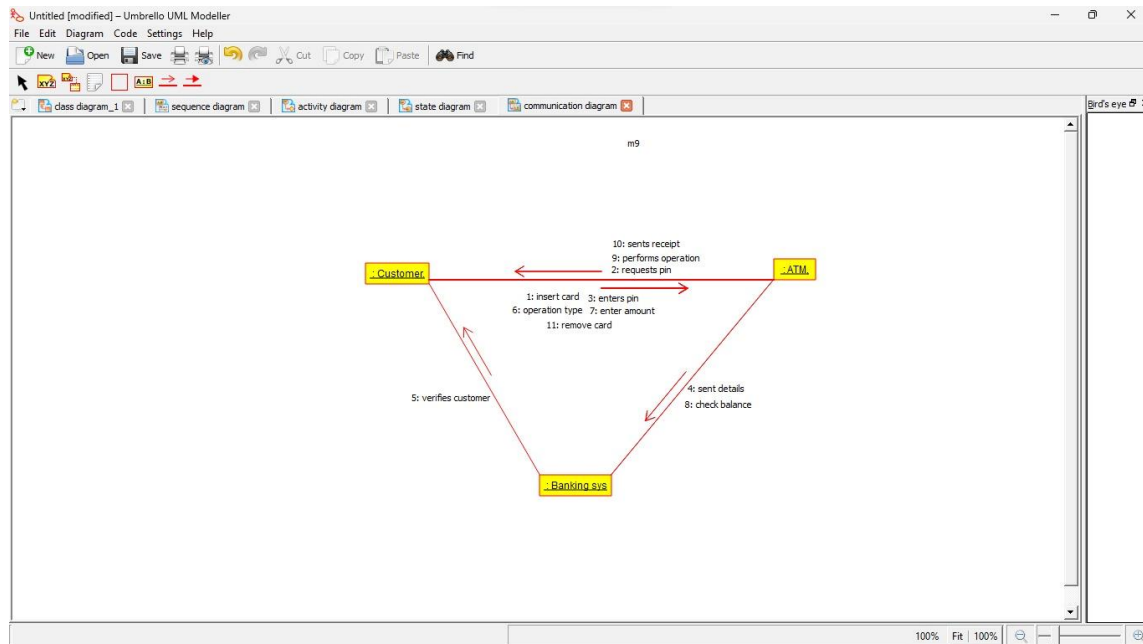 Untitled [modified] – Umbrello UML Modeller
File Edit Diagram Code Settings Help
New Open Save Cut Copy Paste Find
XYZ XYZ A:B
class diagram_1 sequence diagram activity diagram state diagram communication diagram Bird's eye
m9
10: sents receipt
9: performs operation
2: requests pin
: Customer
:ATM
1: insert card 3: enters pin
6: operation type 7: enter amount
11: remove card
4: sent details
8: check balance
5: verifies customer
: Banking sys
100% Fit 100%